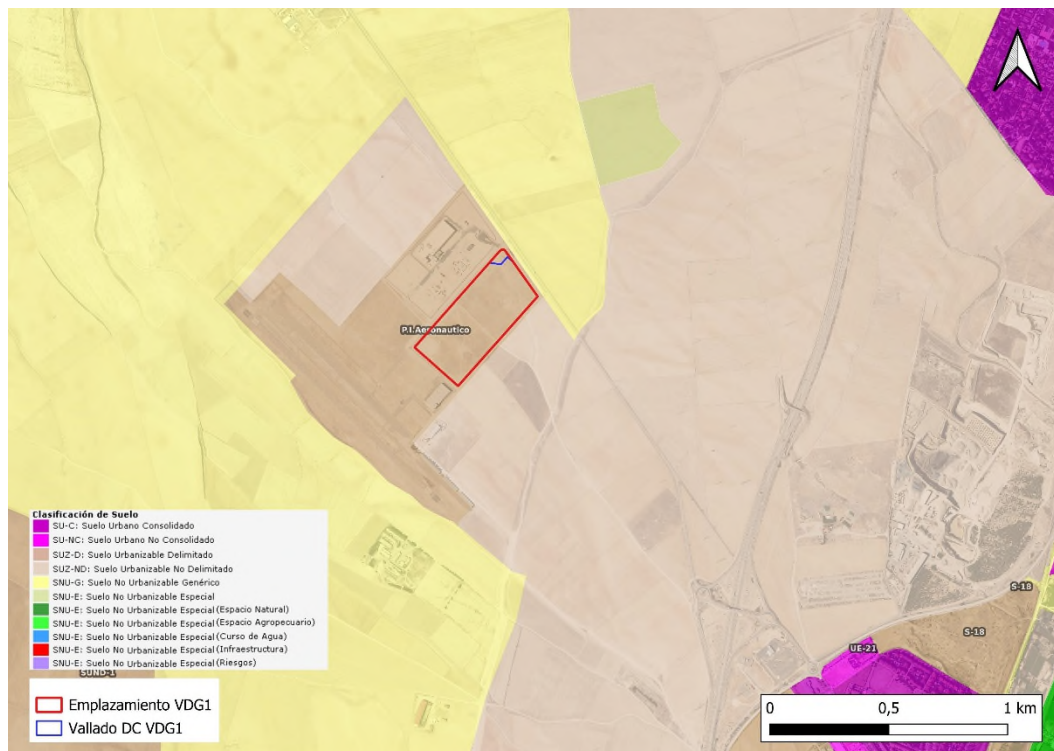 P.I.Aeronautico
S-18
S-18
UE-21
Clasificación de Suelo
SU-C: Suelo Urbano Consolidado
SU-NC: Suelo Urbano No Consolidado
SUZ-D: Suelo Urbanizable Delimitado
SUZ-ND: Suelo Urbanizable No Delimitado
SNU-G: Suelo No Urbanizable Genérico
SNU-E: Suelo No Urbanizable Especial
SNU-E: Suelo No Urbanizable Especial (Espacio Natural)
SNU-E: Suelo No Urbanizable Especial (Espacio Agropecuario)
SNU-E: Suelo No Urbanizable Especial (Curso de Agua)
SNU-E: Suelo No Urbanizable Especial (Infraestructura)
SNU-E: Suelo No Urbanizable Especial (Riesgos)
SUND-1
Emplazamiento VDG1
Vallado DC VDG1
0 0,5 1 km